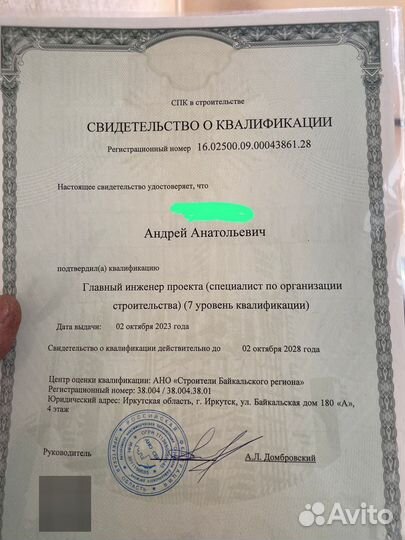 СПК в строительстве
СВИДЕТЕЛЬСТВО О КВАЛИФИКАЦИИ
Регистрационный номер 16.02500.09.00043861.28
Настоящее свидетельство удостоверяет, что
Андрей Анатольевич
подтвердил(а) квалификацию
Главный инженер проекта (специалист по организации
строительства) (7 уровень квалификации)
Дата выдачи: 02 октября 2023 года
Свидетельство о квалификации действительно до 02 октября 2028 года
Центр оценки квалификации: АНО «Строители Байкальского региона»
Регистрационный номер: 38.004 / 38.004.38.01
Юридический адрес: Иркутская область, г Иркутск, ул. Байкальская дом 180 «А»,
4 этаж
Руководитель А.Л. Домбровский
Avito